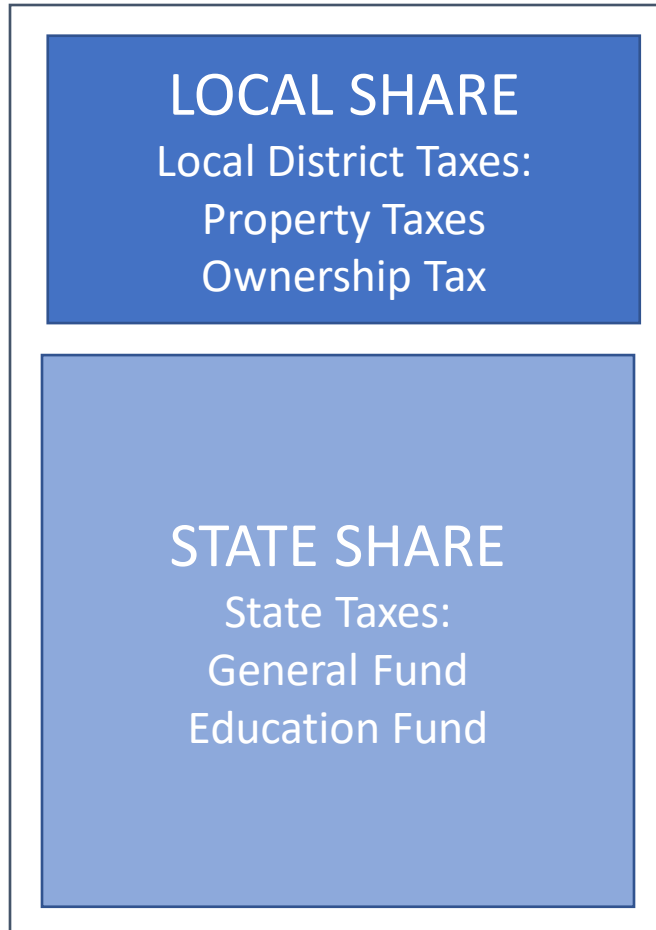 LOCAL SHARE
Local District Taxes:
Property Taxes
Ownership Tax
STATE SHARE
State Taxes:
General Fund
Education Fund